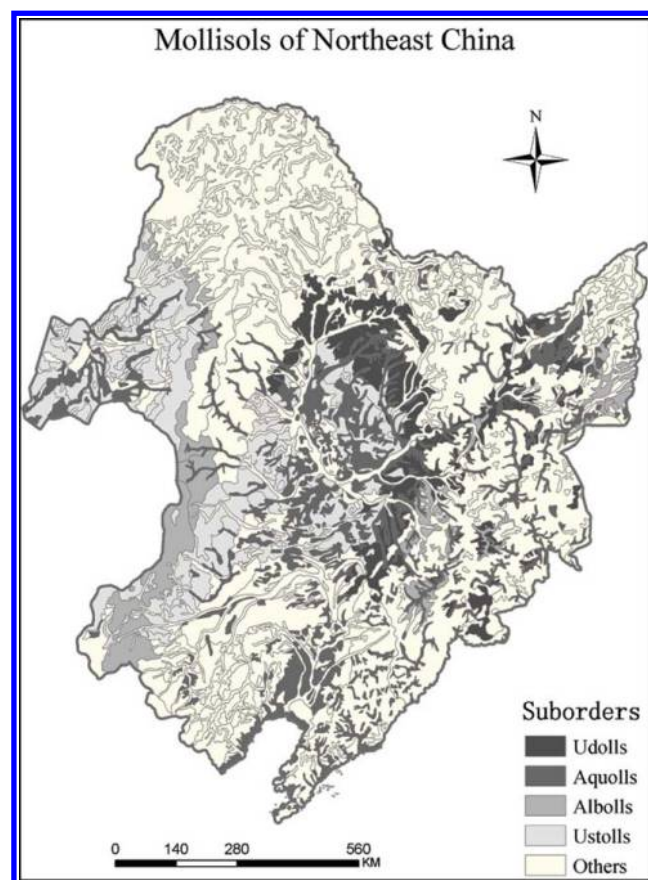 Mollisols of Northeast China
N
Suborders
Udolls
Aquolls
Albolls
Ustolls
Others
0 140 280 560
KM